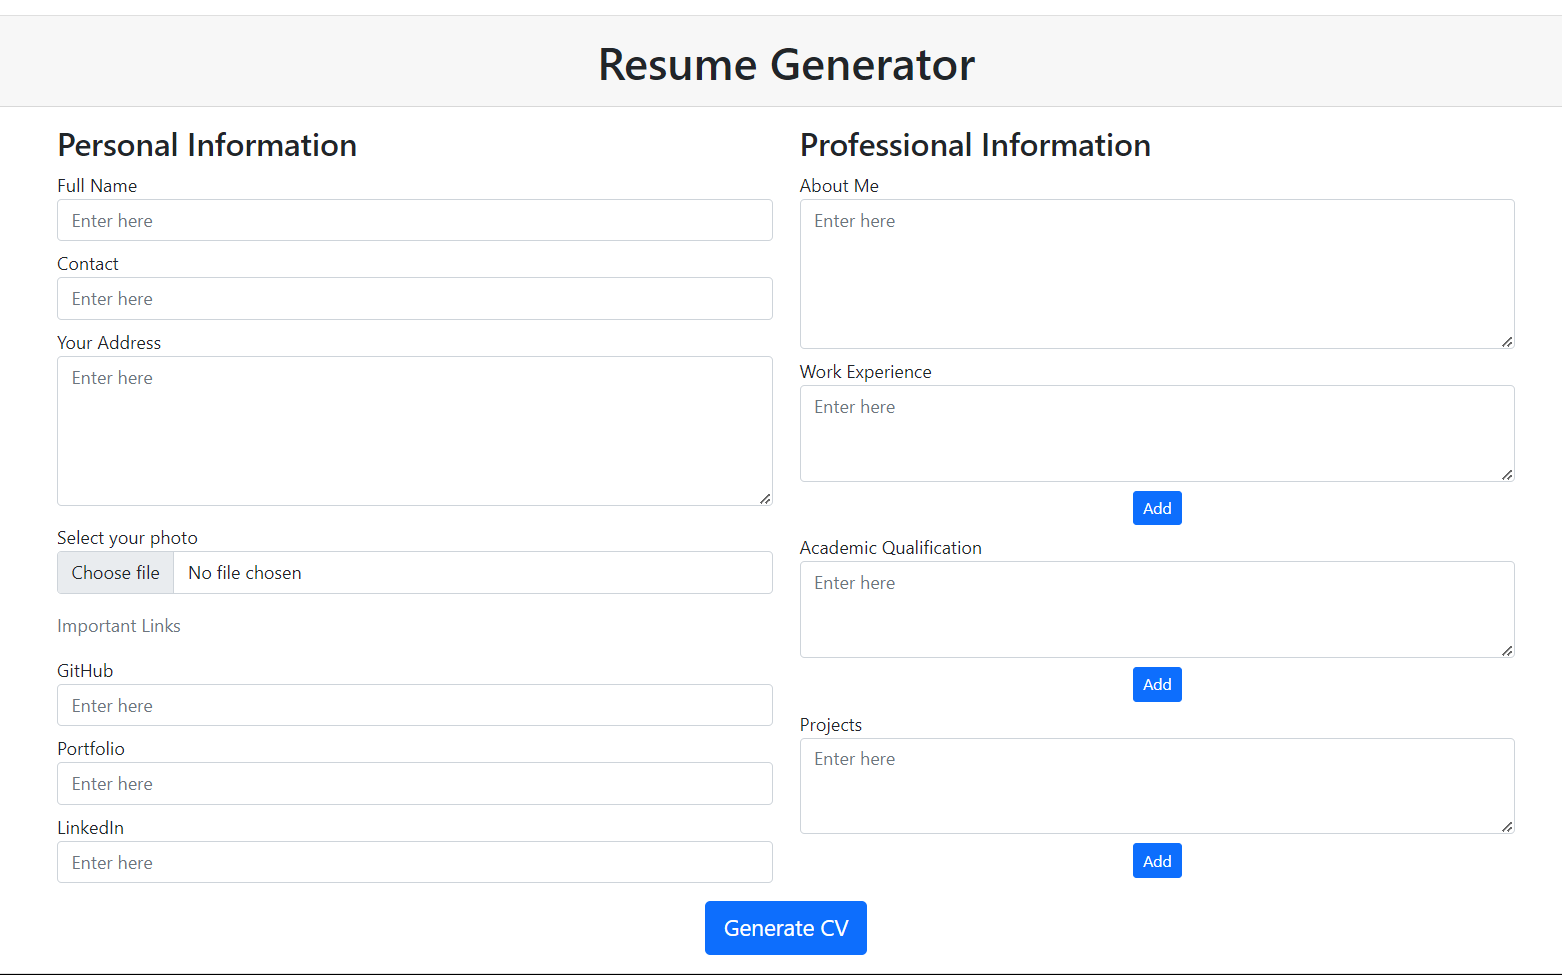 Resume Generator
Personal Information
Full Name
Enter here
Contact
Enter here
Your Address
Enter here
Select your photo
Choose file No file chosen
Important Links
GitHub
Enter here
Portfolio
Enter here
LinkedIn
Enter here
Professional Information
About Me
Enter here
Work Experience
Enter here
Add
Academic Qualification
Enter here
Add
Projects
Enter here
Add
Generate CV